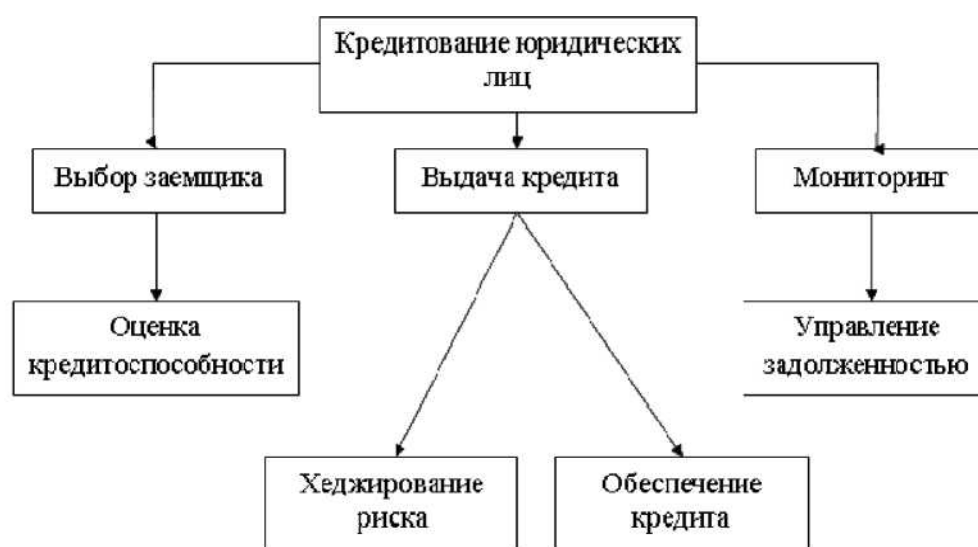 Кредитование юридических
лиц
Выбор заемщика
Выдача кредита
Мониторинг
Оценка
кредитоспособности
Управление
задолженностью
Хеджирование
риска
Обеспечение
кредита